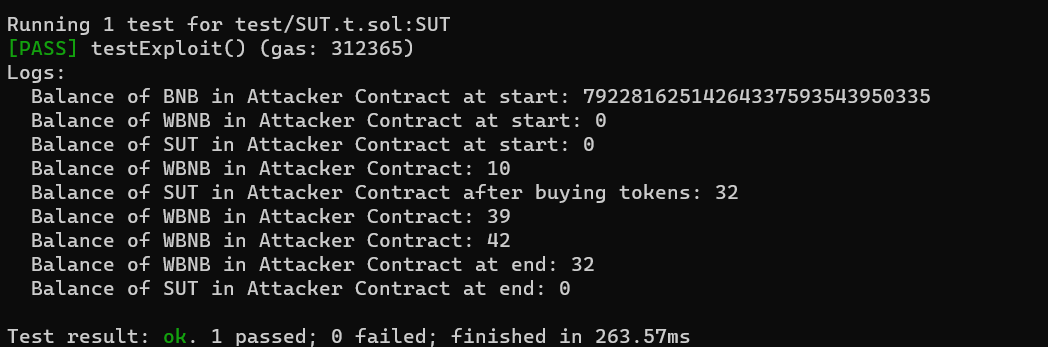 Running 1 test for test/SUT.t.sol:SUT
[PASS] testExploit() (gas: 312365)
Logs:
  Balance of BNB in Attacker Contract at start: 79228162514264337593543950335
  Balance of WBNB in Attacker Contract at start: 0
  Balance of SUT in Attacker Contract at start: 0
  Balance of WBNB in Attacker Contract: 10
  Balance of SUT in Attacker Contract after buying tokens: 32
  Balance of WBNB in Attacker Contract: 39
  Balance of WBNB in Attacker Contract: 42
  Balance of WBNB in Attacker Contract at end: 32
  Balance of SUT in Attacker Contract at end: 0
Test result: ok. 1 passed; 0 failed; finished in 263.57ms